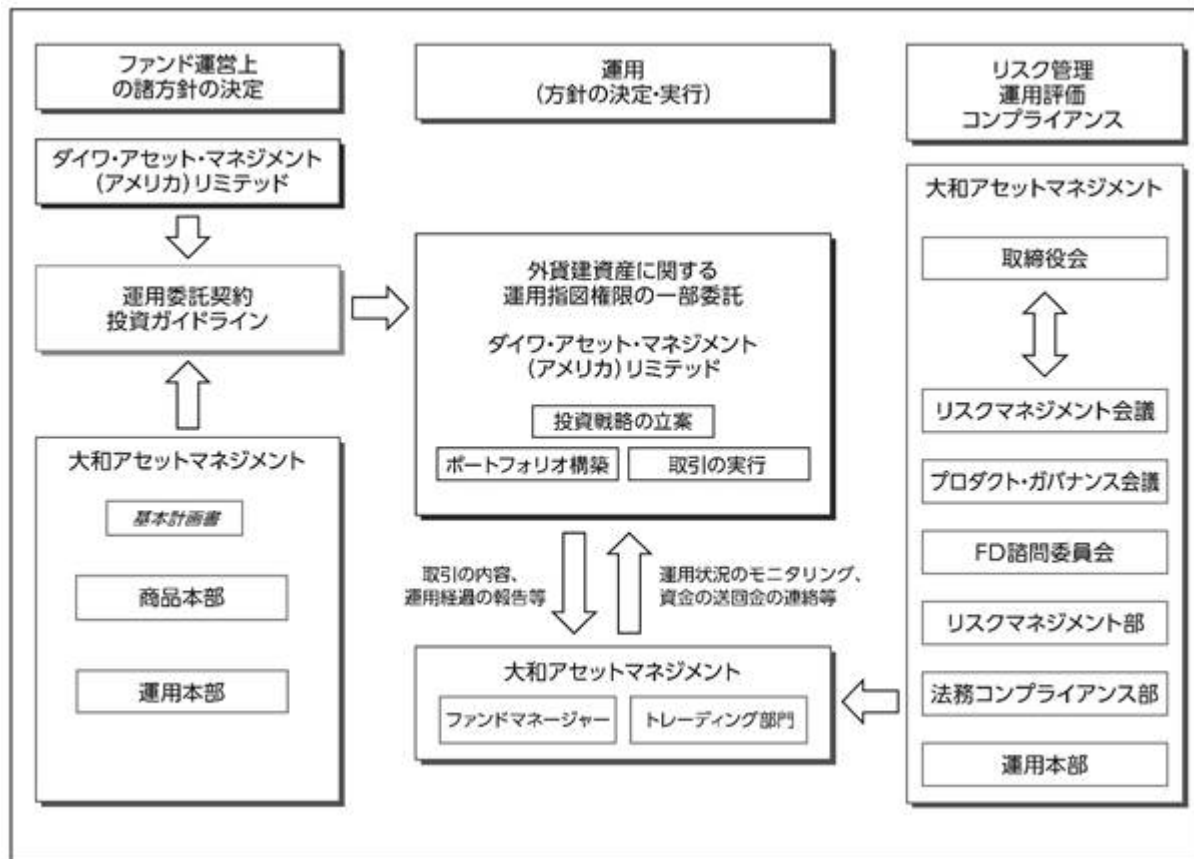 ファンド運営上
の諸方針の決定
ダイワ・アセット・マネジメント
(アメリカ)リミテッド
運用委託契約
投資ガイドライン
大和アセットマネジメント
基本計画書
商品本部
運用本部
運用
(方針の決定・実行)
外貨建資産に関する
運用指図権限の一部委託
ダイワ・アセット・マネジメント
(アメリカ)リミテッド
投資戦略の立案
ポートフォリオ構築
取引の実行
取引の内容、
運用経過の報告等
運用状況のモニタリング、
資金の送回金の連絡等
大和アセットマネジメント
ファンドマネージャー
トレーディング部門
リスク管理
運用評価
コンプライアンス
大和アセットマネジメント
取締役会
リスクマネジメント会議
プロダクト・ガバナンス会議
FD諮問委員会
リスクマネジメント部
法務コンプライアンス部
運用本部